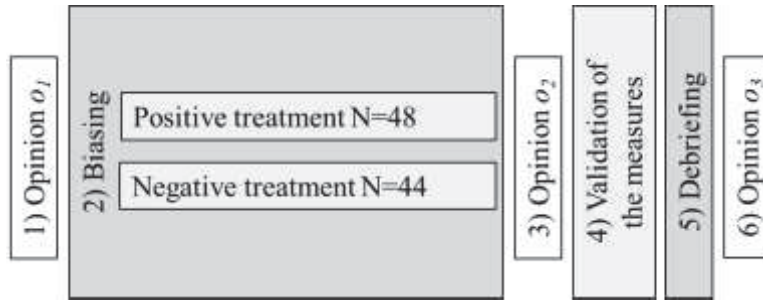 1) Opinion o1
2) Biasing
Positive treatment N=48
Negative treatment N=44
3) Opinion o2
4) Validation of
the measures
5) Debriefing
6) Opinion o3